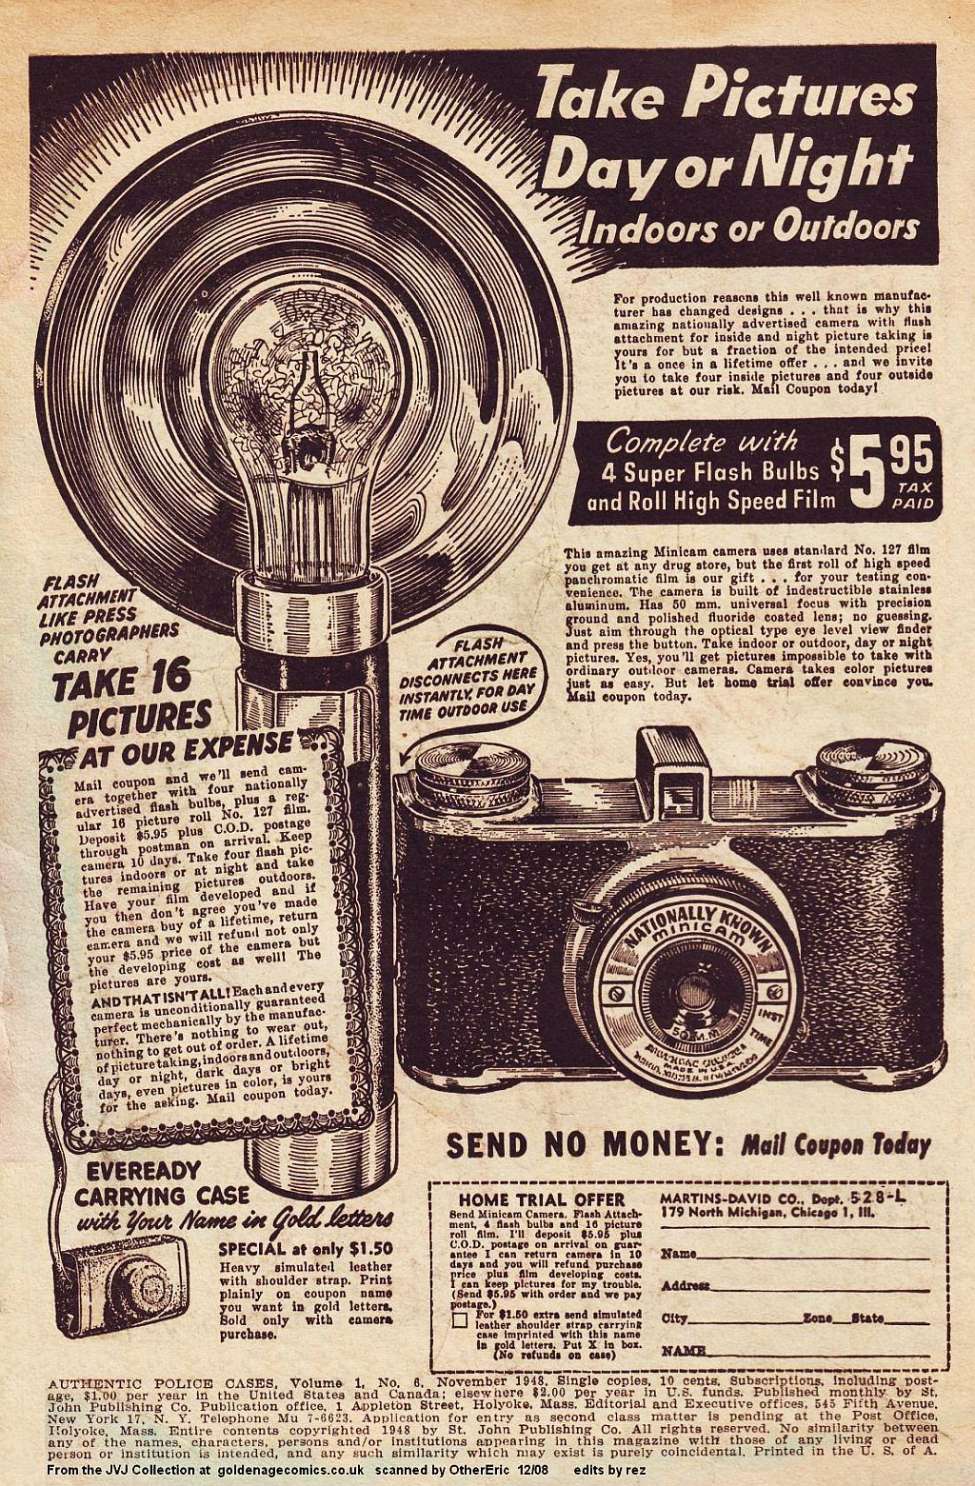 Take Pictures
Day or Night
Indoors or Outdoors
For production reasons this well known manufac-
turer has changed designs . . . that is why this
amazing nationally advertised camera with flash
attachment for inside and night picture taking is
yours for but a fraction of the intended price!
It's a once in a lifetime offer . . . and we invite
you to take four inside pictures and four outside
pictures at our risk. Mail Coupon today!
Complete with
4 Super Flash Bulbs
and Roll High Speed Film
$5.95
TAX
PAID
This amazing Minicam camera uses standard No. 127 film
you get at any drug store, but the first roll of high speed
panchromatic film is our gift . . . for your testing con-
venience. The camera is built of indestructible stainless
aluminum. Has 50 mm. universal focus with precision
ground and polished fluoride coated lens; no guessing.
Just aim through the optical type eye level view finder
and press the button. Take indoor or outdoor, day or night
pictures. Yes, you'll get pictures impossible to take with
ordinary outdoor cameras. Camera takes color pictures
just as easy. But let home trial offer convince you.
Mail coupon today.
FLASH
ATTACHMENT
LIKE PRESS
PHOTOGRAPHERS
CARRY
TAKE 16
PICTURES
AT OUR EXPENSE
FLASH
ATTACHMENT
DISCONNECTS HERE
INSTANTLY, FOR DAY
TIME OUTDOOR USE
Mail coupon and we'll send cam-
era together with four nationally
advertised flash bulbs, plus a reg-
ular 16 picture roll No. 127 film.
Deposit $5.95 plus C.O.D. postage
through postman on arrival. Keep
camera 10 days. Take four flash pic-
tures indoors or at night and take
the remaining pictures outdoors.
Have your film developed and if
you then don't agree you've made
the camera buy of a lifetime, return
camera and we will refund not only
your $5.95 price of the camera but
the developing cost as well! The
pictures are yours.
AND THAT ISN'T ALL! Each and every
camera is unconditionally guaranteed
perfect mechanically by the manufac-
turer. There's nothing to wear out,
nothing to get out of order. A lifetime
of picture taking, indoors and outdoors,
day or night, dark days or bright
days, even pictures in color, is yours
for the asking. Mail coupon today.
NATIONALLY KNOWN
MINICAM
INST
TIME
50 M.M
MADE IN U.S.A.
EVEREADY
CARRYING CASE
with Your Name in Gold letters
SPECIAL at only $1.50
Heavy simulated leather
with shoulder strap. Print
plainly on coupon name
you want in gold letters.
Sold only with camera
purchase.
SEND NO MONEY: Mail Coupon Today
HOME TRIAL OFFER
Send Minicam Camera, Flash Attach-
ment, 4 flash bulbs and 16 picture
roll film. I'll deposit $5.95 plus
C.O.D. postage on arrival on guar-
antee I can return camera in 10
days and you will refund purchase
price plus film developing costs.
I can keep pictures for my trouble.
(Send $5.95 with order and we pay
postage.)
For $1.50 extra send simulated
leather shoulder strap carrying
case imprinted with this name
in gold letters. Put X in box.
(No refunds on case)
MARTINS-DAVID CO., Dept. 528-L
179 North Michigan, Chicago 1, Ill.
Name
Address
City Zone State
NAME
AUTHENTIC POLICE CASES, Volume 1, No. 6, November 1948. Single copies, 10 cents. Subscriptions, including post-
age, $1.00 per year in the United States and Canada; elsewhere $2.00 per year in U.S. funds. Published monthly by St.
John Publishing Co. Publication office, 1 Appleton Street, Holyoke, Mass. Editorial and Executive offices, 545 Fifth Avenue,
New York 17, N. Y. Telephone Mu 7-6623. Application for entry as second class matter is pending at the Post Office,
Holyoke, Mass. Entire contents copyrighted 1948 by St. John Publishing Co. All rights reserved. No similarity between
any of the names, characters, persons and/or institutions appearing in this magazine with those of any living or dead
person or institution is intended, and any such similarity which may exist is purely coincidental. Printed in the U. S. of A.
From the JVJ Collection at goldenagecomics.co.uk scanned by OtherEric 12/08 edits by rez